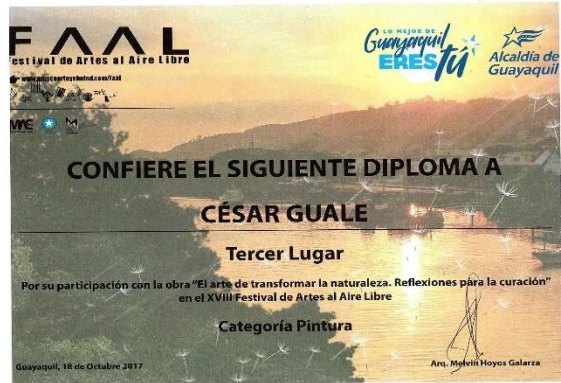 FAAL
Festival de Artes al Aire Libre
LO MEJOR DE
Guayaquil
ERES tú
Alcaldía de
Guayaquil
CONFIERE EL SIGUIENTE DIPLOMA A
CÉSAR GUALE
Tercer Lugar
Por su participación con la obra "El arte de transformar la naturaleza. Reflexiones para la curación"
en el XVIII Festival de Artes al Aire Libre
Categoría Pintura
Guayaquil, 18 de Octubre 2017
Arq. Melvin Hoyos Galarza